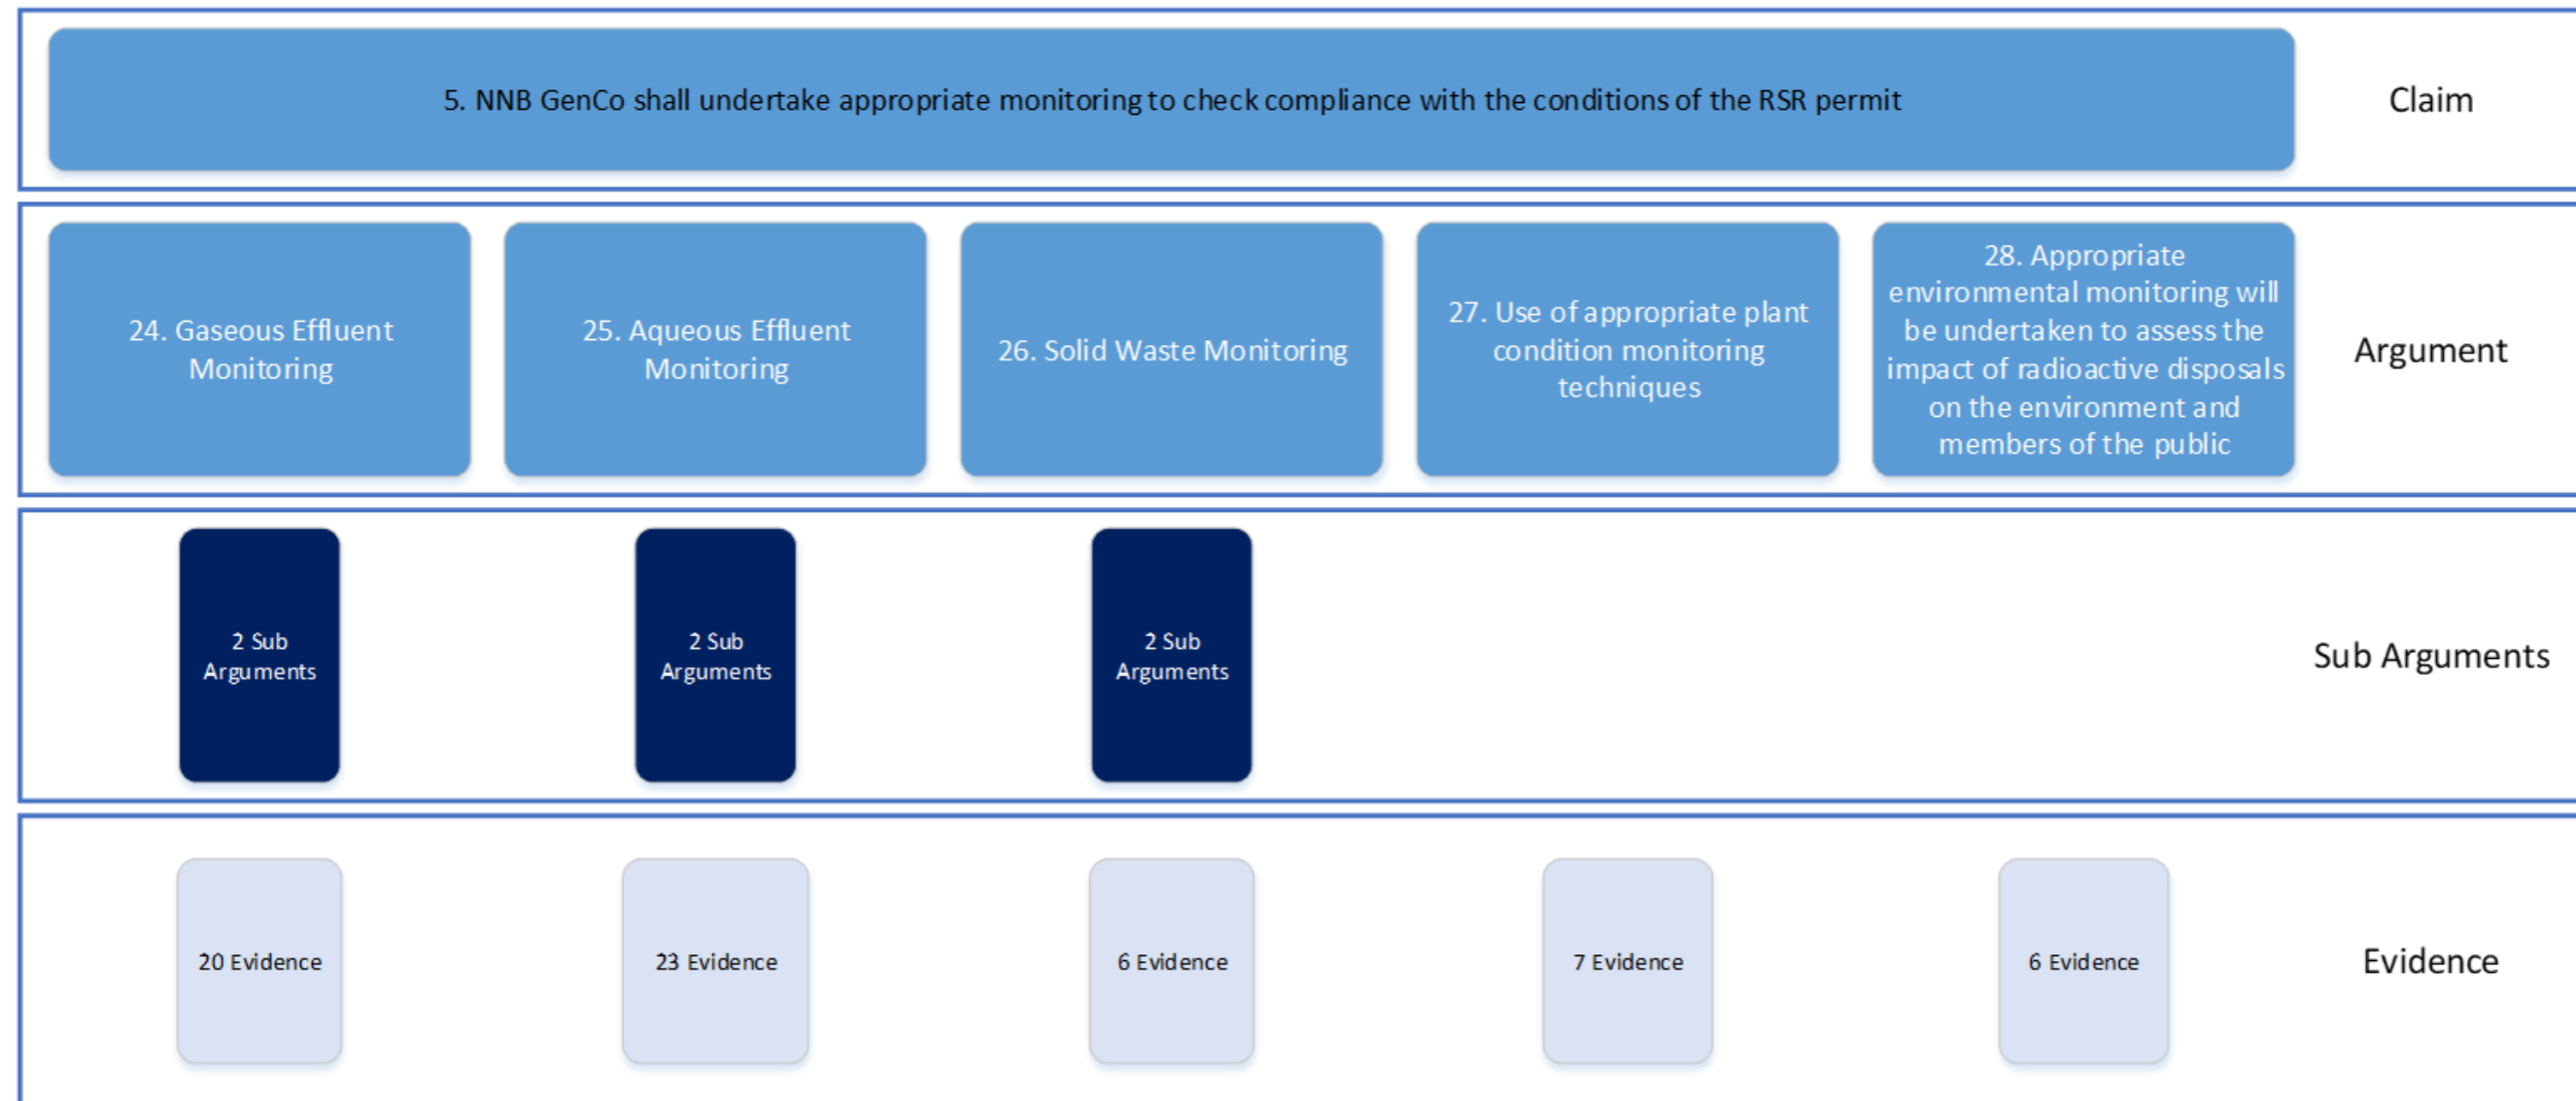 5. NNB GenCo shall undertake appropriate monitoring to check compliance with the conditions of the RSR permit
Claim
24. Gaseous Effluent
Monitoring
25. Aqueous Effluent
Monitoring
26. Solid Waste Monitoring
27. Use of appropriate plant
condition monitoring
techniques
28. Appropriate
environmental monitoring will
be undertaken to assess the
impact of radioactive disposals
on the environment and
members of the public
Argument
2 Sub
Arguments
2 Sub
Arguments
2 Sub
Arguments
Sub Arguments
20 Evidence
23 Evidence
6 Evidence
7 Evidence
6 Evidence
Evidence